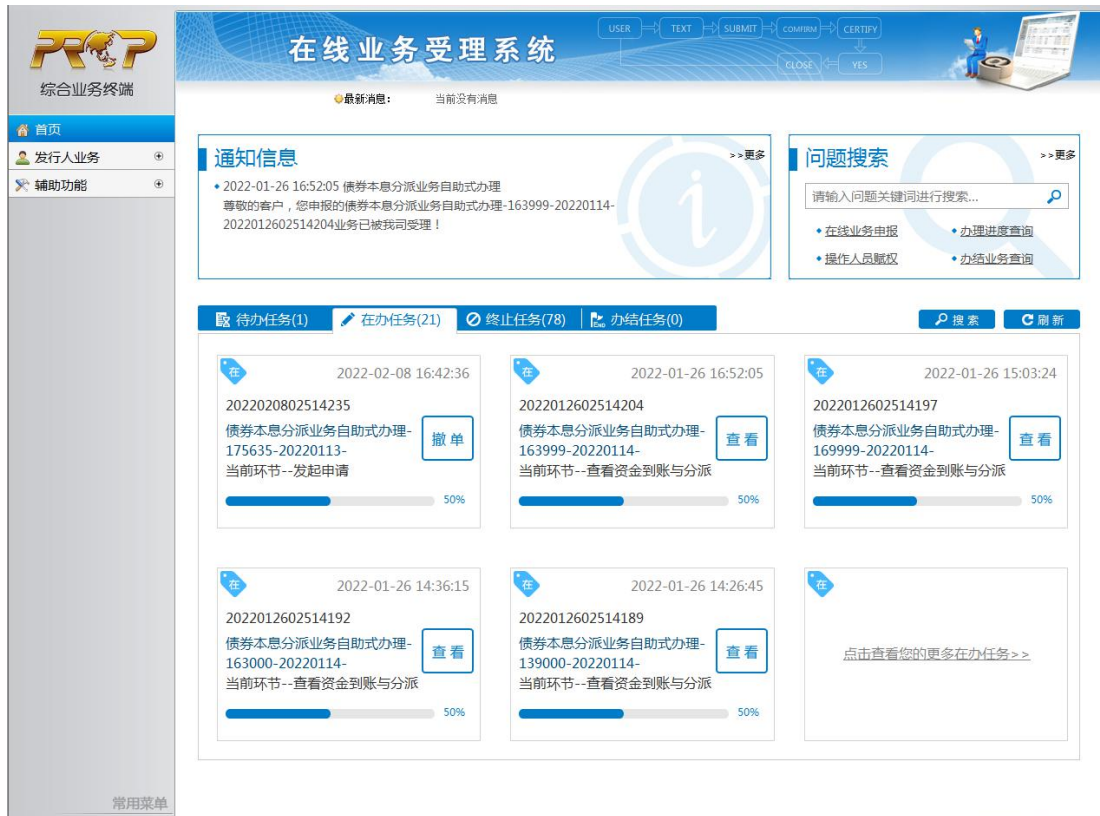 PROP
综合业务终端
首页
发行人业务
辅助功能
常用菜单
在线业务受理系统
USER
TEXT
SUBMIT
CONFIRM
CERTIFY
CLOSE
YES
最新消息：
当前没有消息
通知信息
>>更多
2022-01-26 16:52:05 债券本息分派业务自助式办理
尊敬的客户，您申报的债券本息分派业务自助式办理-163999-20220114-
2022012602514204业务已被我司受理！
问题搜索
>>更多
请输入问题关键词进行搜索...
在线业务申报
办理进度查询
操作人员赋权
办结业务查询
待办任务(1)
在办任务(21)
终止任务(78)
办结任务(0)
搜索
刷新
在
2022-02-08 16:42:36
2022020802514235
债券本息分派业务自助式办理-
175635-20220113-
撤单
当前环节--发起申请
50%
在
2022-01-26 16:52:05
2022012602514204
债券本息分派业务自助式办理-
163999-20220114-
查看
当前环节--查看资金到账与分派
50%
在
2022-01-26 15:03:24
2022012602514197
债券本息分派业务自助式办理-
169999-20220114-
查看
当前环节--查看资金到账与分派
50%
在
2022-01-26 14:36:15
2022012602514192
债券本息分派业务自助式办理-
163000-20220114-
查看
当前环节--查看资金到账与分派
50%
在
2022-01-26 14:26:45
2022012602514189
债券本息分派业务自助式办理-
139000-20220114-
查看
当前环节--查看资金到账与分派
50%
在
点击查看您的更多在办任务>>